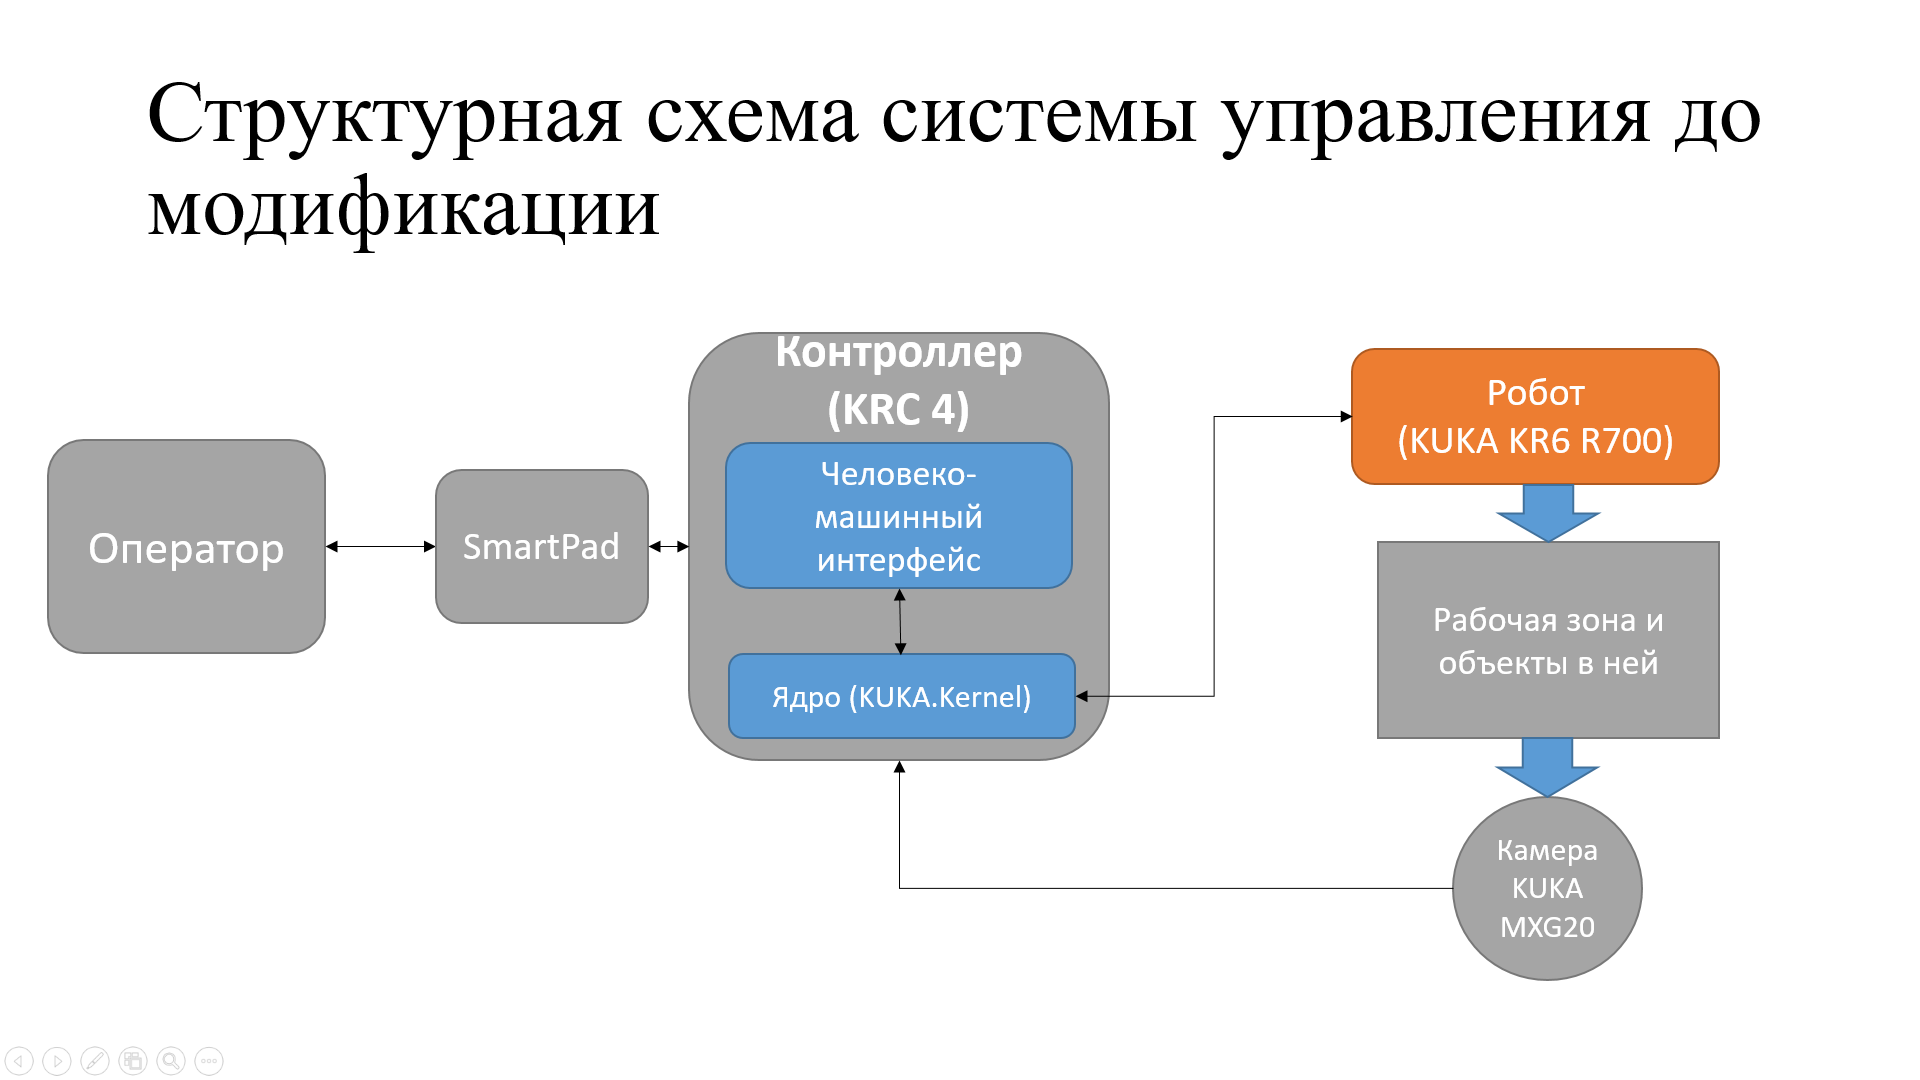 Структурная схема системы управления до
модификации
Оператор
SmartPad
Контроллер
(KRC 4)
Человеко-
машинный
интерфейс
Ядро (KUKA.Kernel)
Робот
(KUKA KR6 R700)
Рабочая зона и
объекты в ней
Камера
KUKA
MXG20